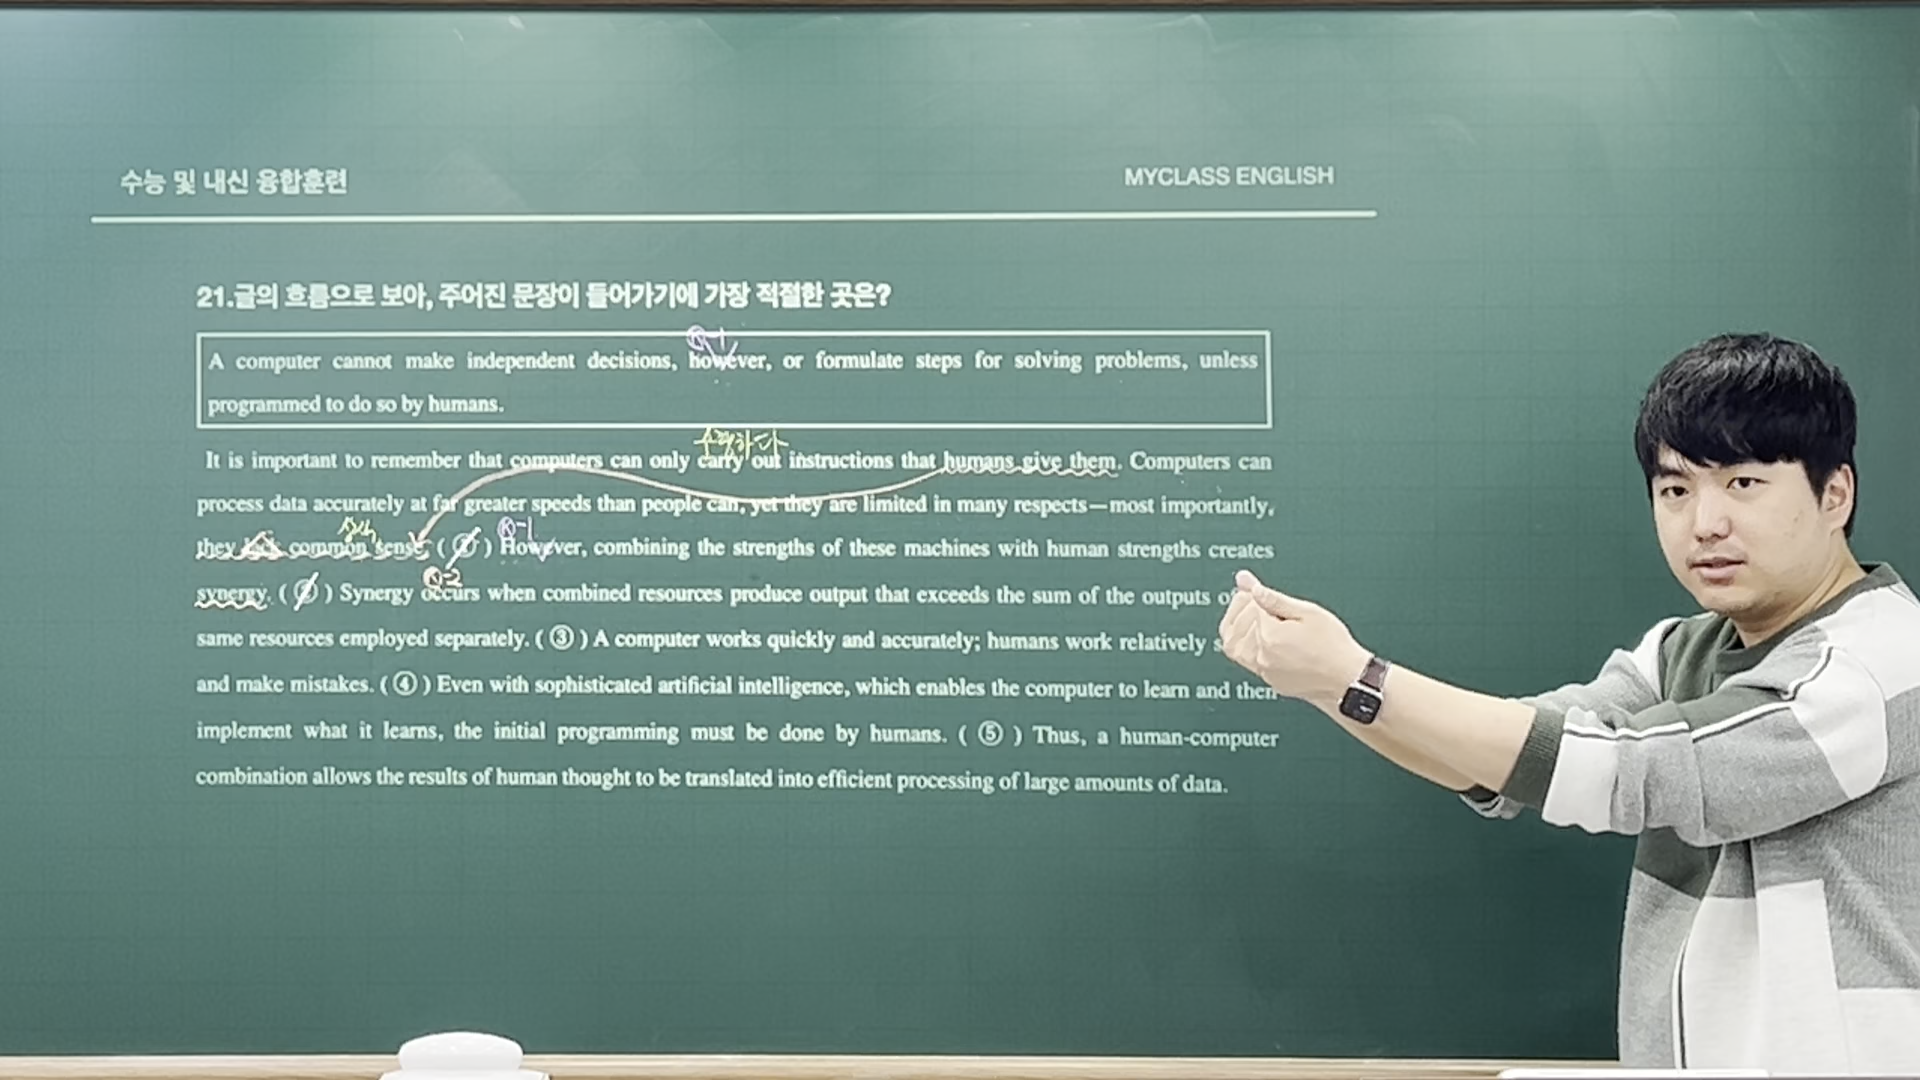 수능 및 내신 융합훈련
MYCLASS ENGLISH
21.글의 흐름으로 보아, 주어진 문장이 들어가기에 가장 적절한 곳은?
K-1
A computer cannot make independent decisions, however, or formulate steps for solving problems, unless
programmed to do so by humans.
수행하다
It is important to remember that computers can only carry out instructions that humans give them. Computers can
process data accurately at far greater speeds than people can, yet they are limited in many respects—most importantly,
K-1
they lack common sense. ( ① ) However, combining the strengths of these machines with human strengths creates
K-2
synergy. ( ② ) Synergy occurs when combined resources produce output that exceeds the sum of the outputs
same resources employed separately. ( ③ ) A computer works quickly and accurately; humans work relatively
and make mistakes. ( ④ ) Even with sophisticated artificial intelligence, which enables the computer to learn and then
implement what it learns, the initial programming must be done by humans. ( ⑤ ) Thus, a human-computer
combination allows the results of human thought to be translated into efficient processing of large amounts of data.